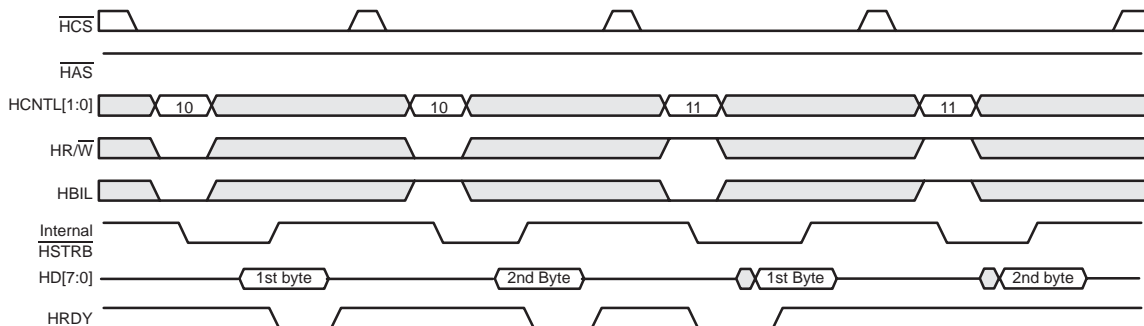 HCS
HAS
HCNTL[1:0] 10 10 11 11
HR/W
HBIL
Internal
HSTRB
HD[7:0] 1st byte 2nd Byte 1st Byte 2nd byte
HRDY